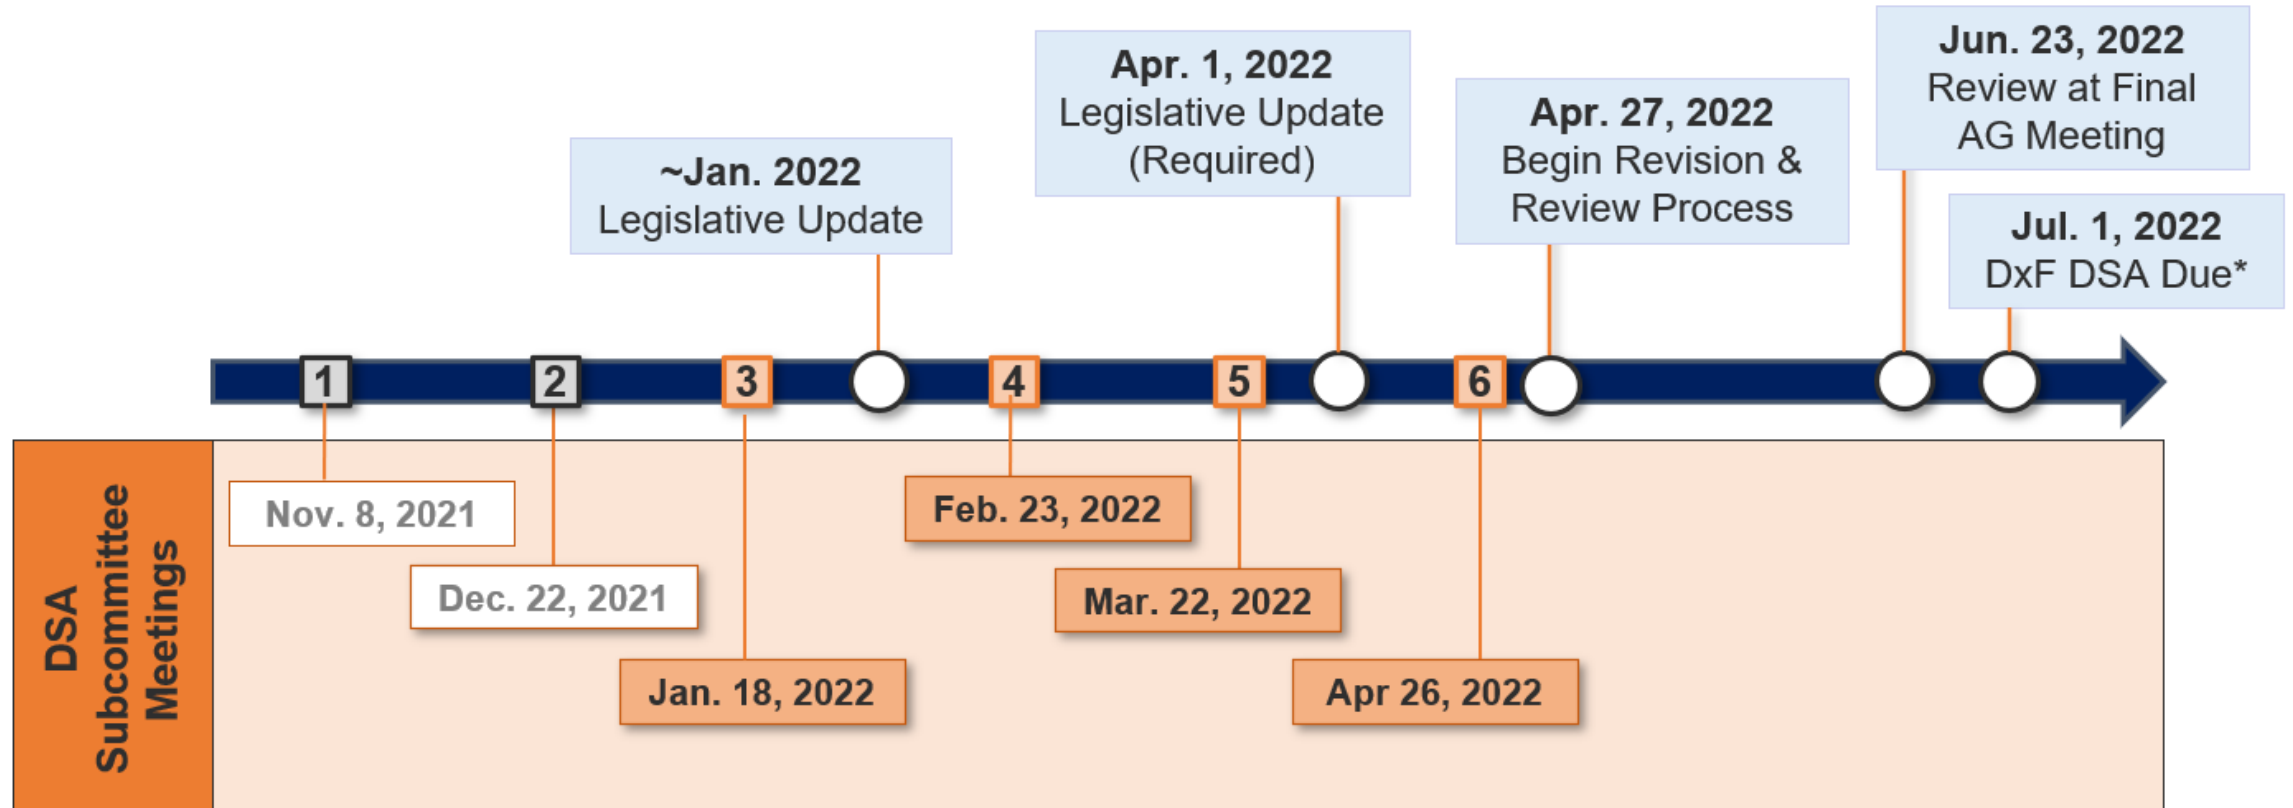 Jun. 23, 2022
Review at Final
AG Meeting
Apr. 1, 2022
Legislative Update
(Required)
Apr. 27, 2022
Begin Revision &
Review Process
~Jan. 2022
Legislative Update
Jul. 1, 2022
DxF DSA Due*
1
2
3
4
5
6
DSA
Subcommittee
Meetings
Nov. 8, 2021
Dec. 22, 2021
Jan. 18, 2022
Feb. 23, 2022
Mar. 22, 2022
Apr 26, 2022